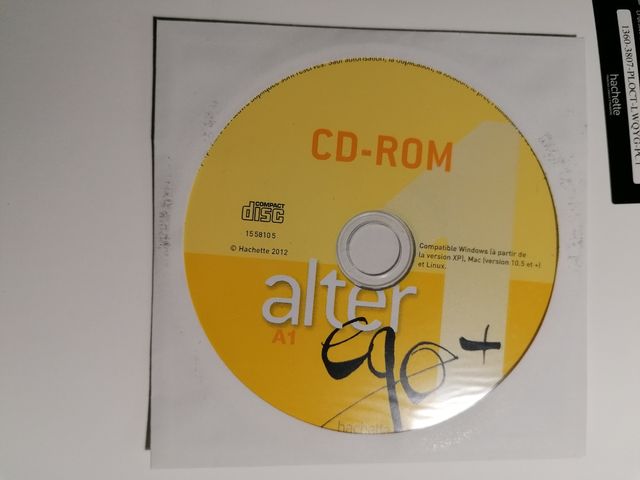 CD-ROM
COMPACT
disc
1558105
© Hachette 2012
Compatible Windows (à partir de
la version XP), Mac (version 10.5 et +)
et Linux.
alter
A1
ego+
hachette
hachette